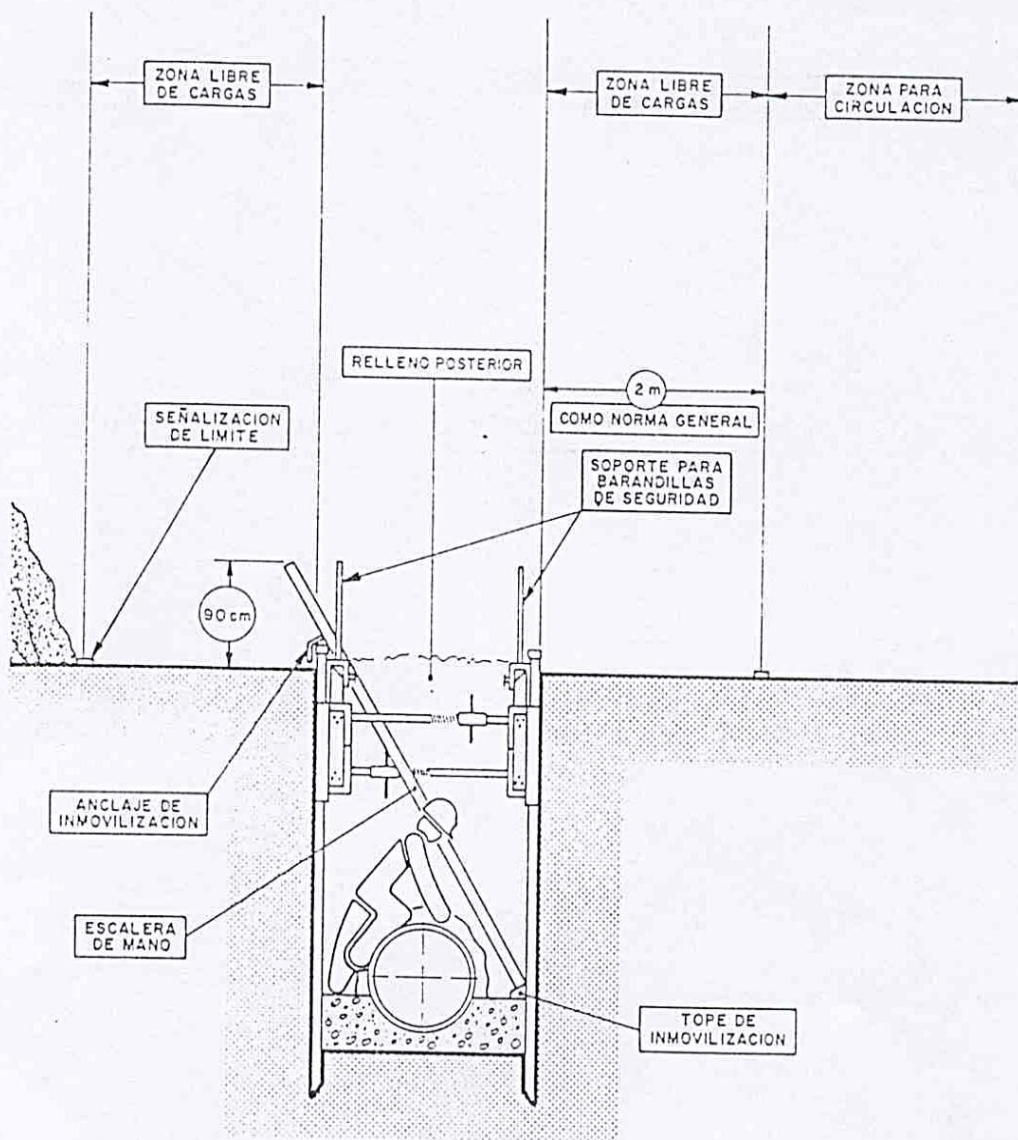 ZONA LIBRE
DE CARGAS
ZONA LIBRE
DE CARGAS
ZONA PARA
CIRCULACION
RELLENO POSTERIOR
2 m
COMO NORMA GENERAL
SEÑALIZACION
DE LIMITE
SOPORTE PARA
BARANDILLAS
DE SEGURIDAD
90 cm
ANCLAJE DE
INMOVILIZACION
ESCALERA
DE MANO
TOPE DE
INMOVILIZACION